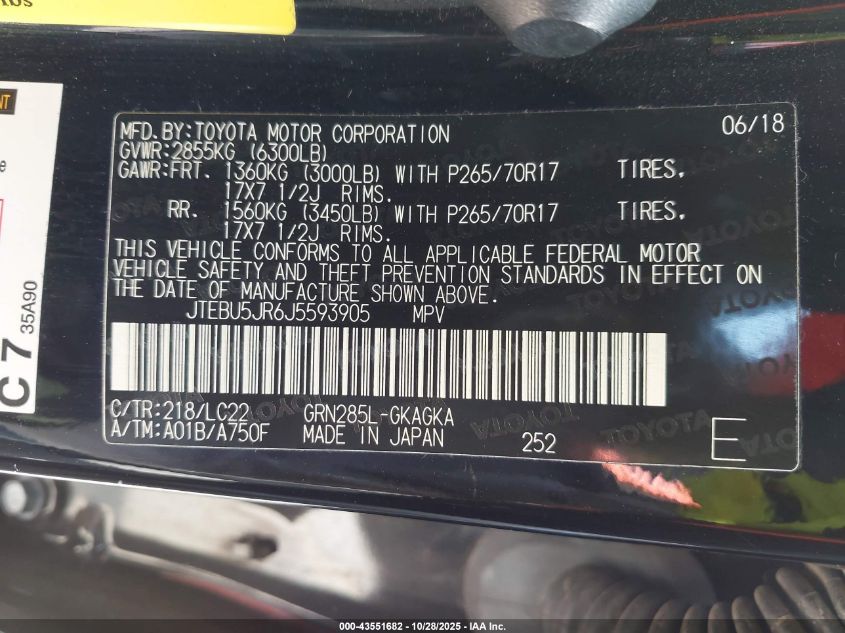 MFD.BY:TOYOTA MOTOR CORPORATION 06/18
GVWR:2855KG (6300LB)
GAWR:FRT. 1360KG (3000LB) WITH P265/70R17 TIRES.
17X7 1/2J RIMS.
RR. 1560KG (3450LB) WITH P265/70R17 TIRES.
17X7 1/2J RIMS.
THIS VEHICLE CONFORMS TO ALL APPLICABLE FEDERAL MOTOR
VEHICLE SAFETY AND THEFT PREVENTION STANDARDS IN EFFECT ON
THE DATE OF MANUFACTURE SHOWN ABOVE.
JTEBU5JR6J5593905 MPV
C/TR:218/LC22 GRN285L-GKAGKA
A/TM:A01B/A750F MADE IN JAPAN 252 E
C 7 35A90
000-43551682 - 10/28/2025 - IAA Inc.